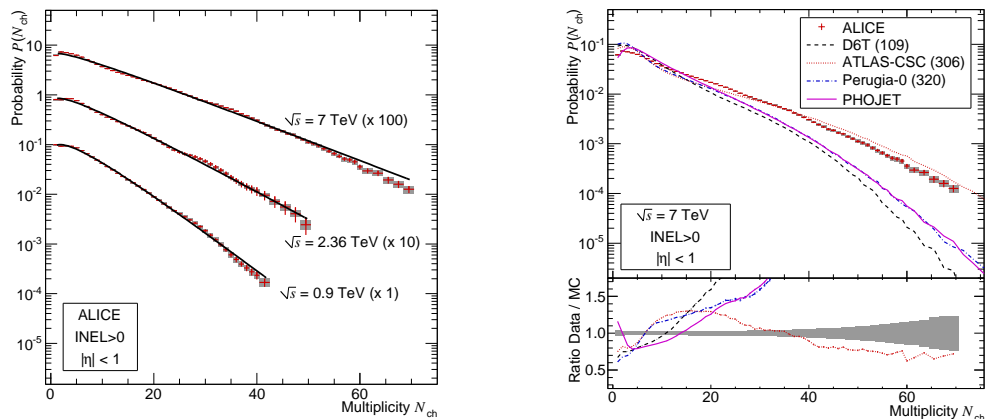 Probability P(N_ch)
10
1
10^-1
10^-2
10^-3
10^-4
10^-5
√s = 7 TeV (x 100)
√s = 2.36 TeV (x 10)
√s = 0.9 TeV (x 1)
ALICE
INEL>0
|η| < 1
0 20 40 60
Multiplicity N_ch
Probability P(N_ch)
10^-1
10^-2
10^-3
10^-4
10^-5
ALICE
D6T (109)
ATLAS-CSC (306)
Perugia-0 (320)
PHOJET
√s = 7 TeV
INEL>0
|η| < 1
Ratio Data / MC
1.5
1.0
0.5
0 20 40 60
Multiplicity N_ch